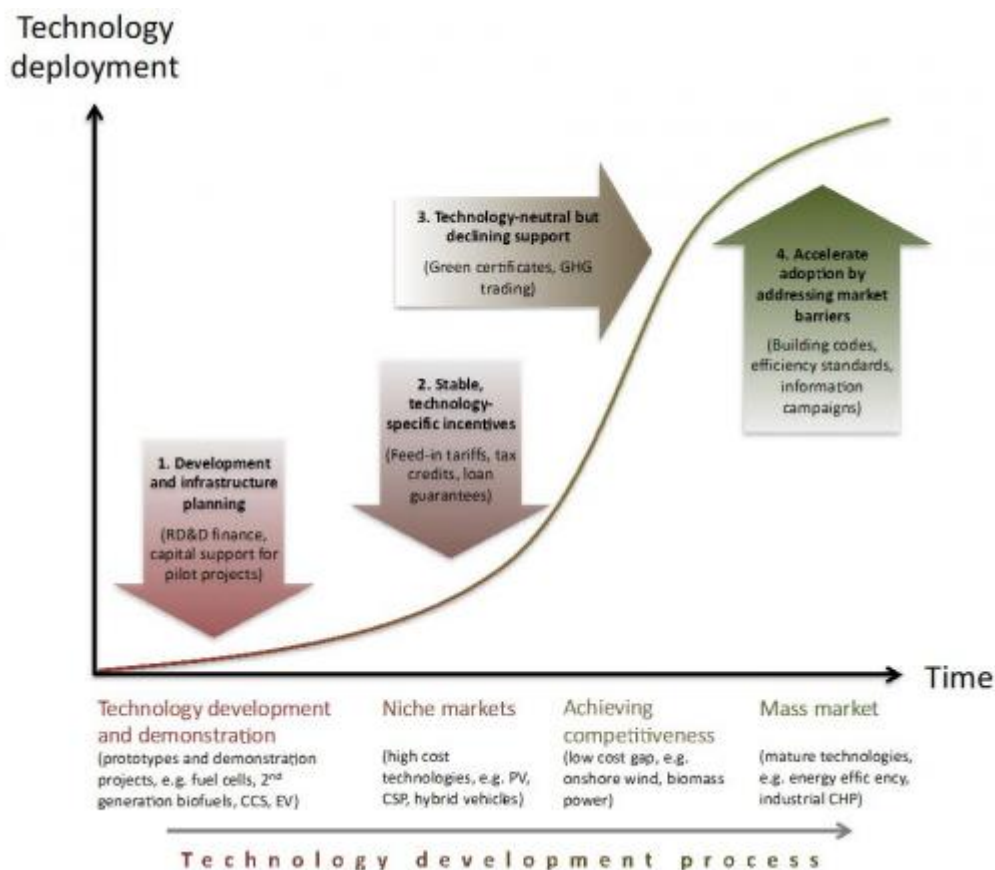 Technology
deployment
3. Technology-neutral but
declining support
(Green certificates, GHG
trading)
4. Accelerate
adoption by
addressing market
barriers
(Building codes,
efficiency standards,
information
campaigns)
2. Stable,
technology-
specific incentives
(Feed-in tariffs, tax
credits, loan
guarantees)
1. Development
and infrastructure
planning
(RD&D finance,
capital support for
pilot projects)
Time
Technology development
and demonstration
(prototypes and demonstration
projects, e.g. fuel cells, 2nd
generation biofuels, CCS, EV)
Niche markets
(high cost
technologies, e.g. PV,
CSP, hybrid vehicles)
Achieving
competitiveness
(low cost gap, e.g.
onshore wind, biomass
power)
Mass market
(mature technologies,
e.g. energy effic ency,
industrial CHP)
Technology development process